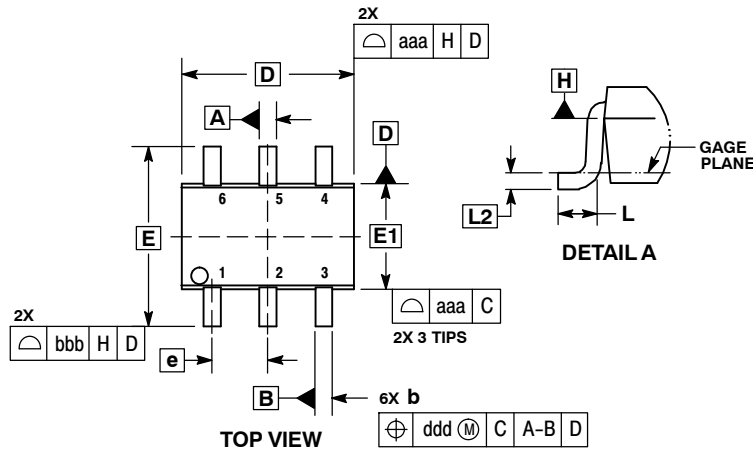 2X
⌓ aaa H D
D
A
D
6 5 4
E
E1
1 2 3
⌓ aaa C
2X 3 TIPS
2X
⌓ bbb H D
e
B
6X b
⌖ ddd Ⓜ C A-B D
TOP VIEW
H
GAGE
PLANE
L2
L
DETAIL A